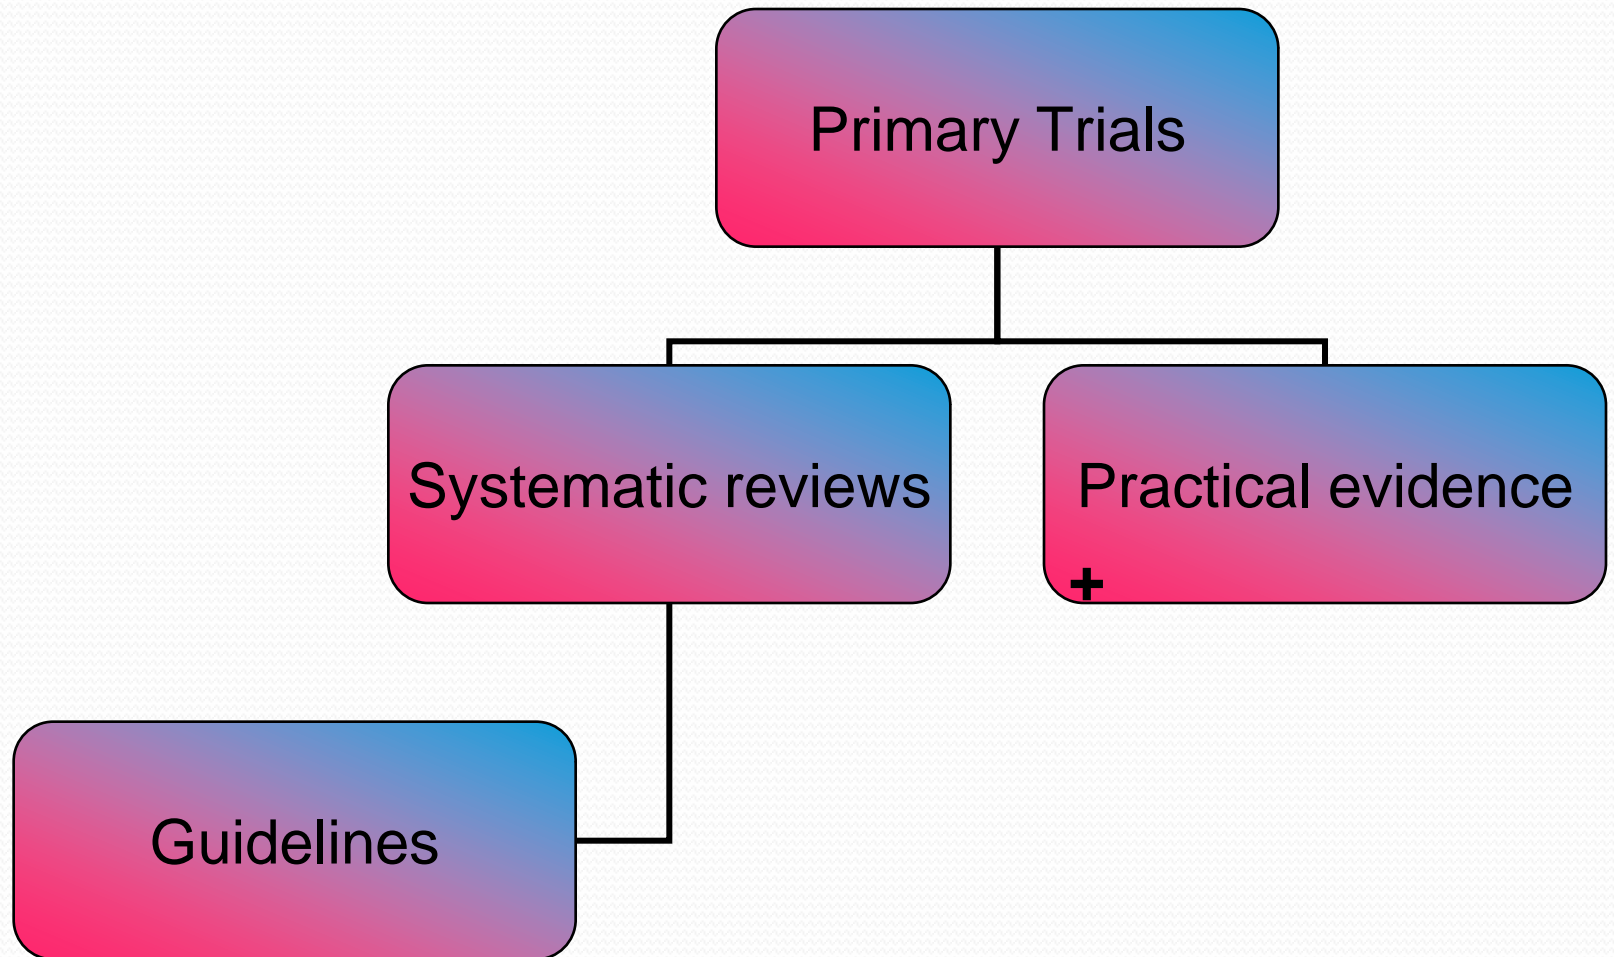 Primary Trials
Systematic reviews
Practical evidence
+
Guidelines